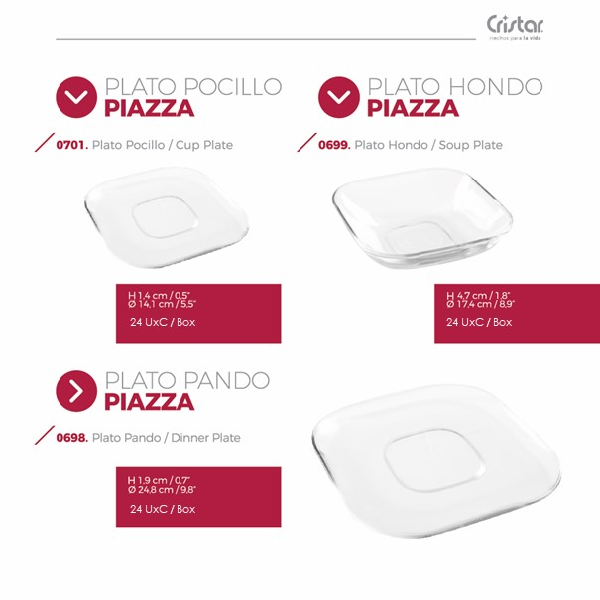 Cristar
Hechos para la vida
PLATO POCILLO
PIAZZA
0701. Plato Pocillo / Cup Plate
H 1,4 cm / 0,5"
Ø 14,1 cm / 5,5"
24 UxC / Box
PLATO HONDO
PIAZZA
0699. Plato Hondo / Soup Plate
H 4,7 cm / 1,8"
Ø 17,4 cm / 8,9"
24 UxC / Box
PLATO PANDO
PIAZZA
0698. Plato Pando / Dinner Plate
H 1,9 cm / 0,7"
Ø 24,8 cm / 9,8"
24 UxC / Box